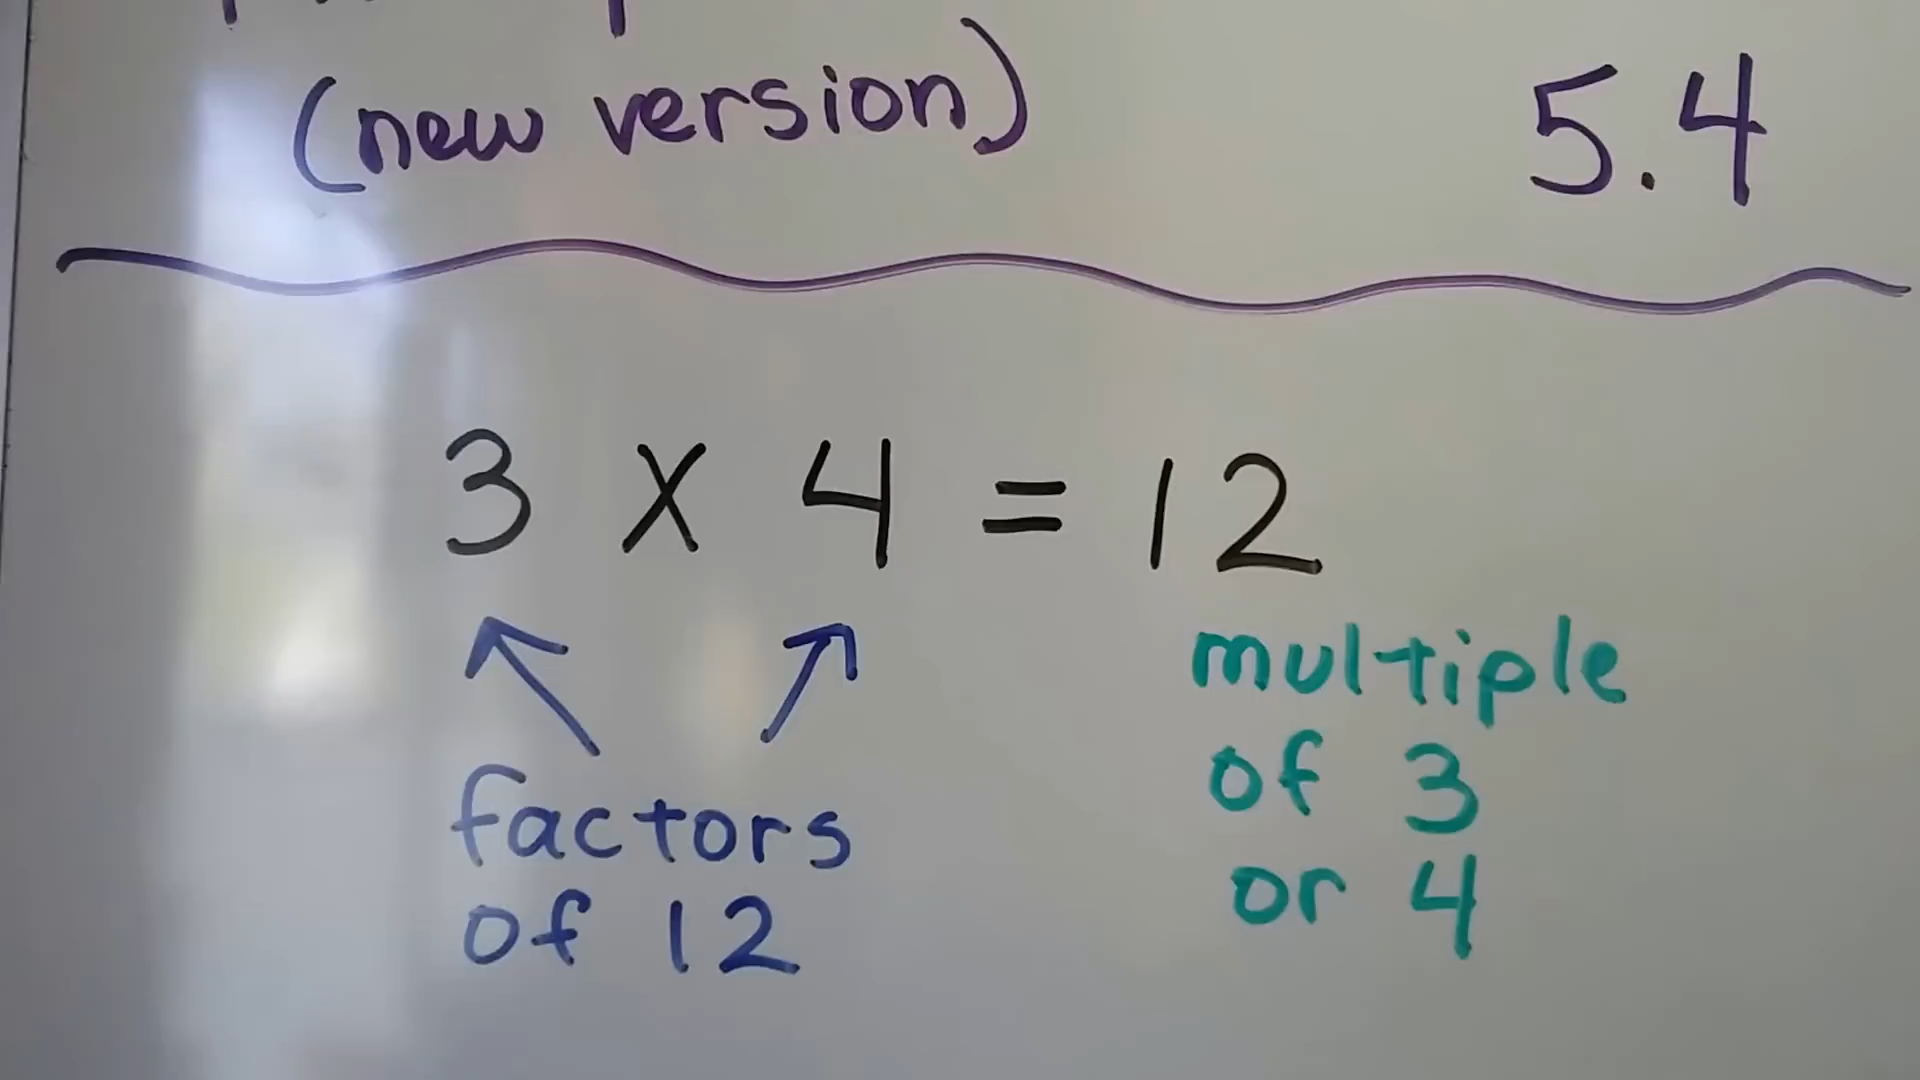 (new version) 5.4
3 x 4 = 12
factors
of 12
multiple
of 3
or 4